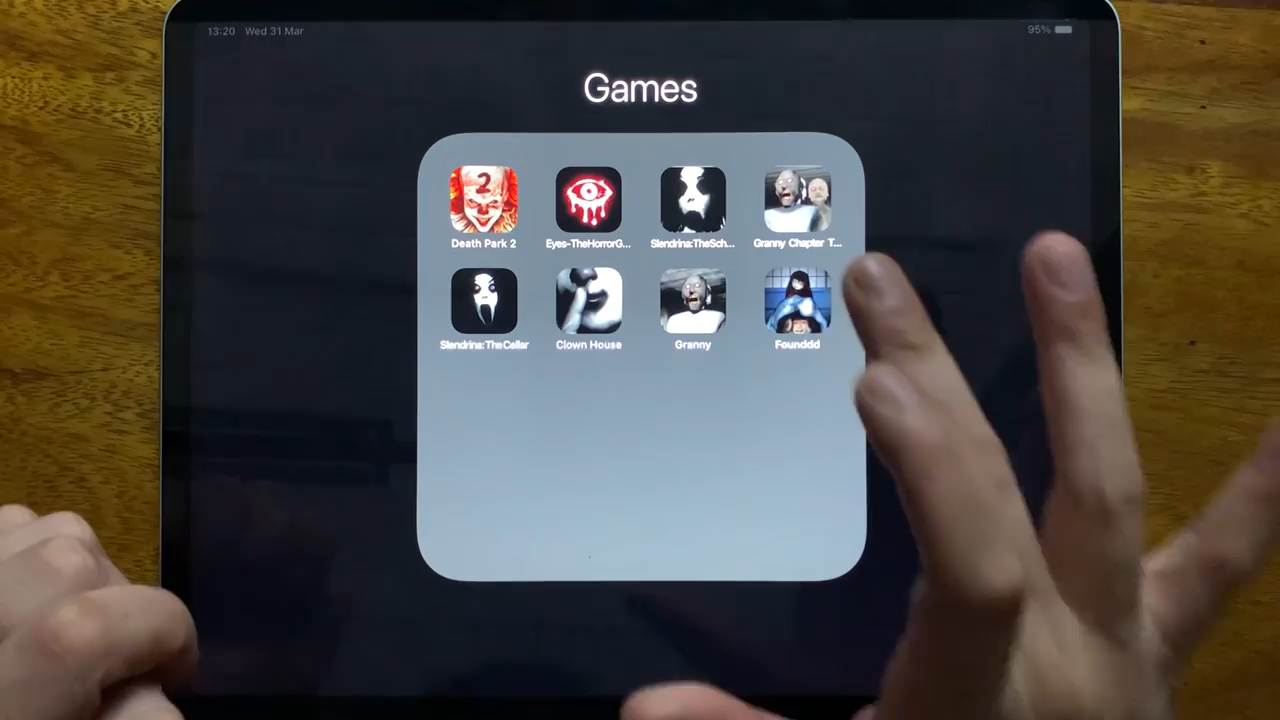 13:20 Wed 31 Mar
95%
Games
2
Death Park 2
Eyes-TheHorrorG...
Slendrina:TheSch...
Granny Chapter T...
Slendrina:TheCellar
Clown House
Granny
Founddd